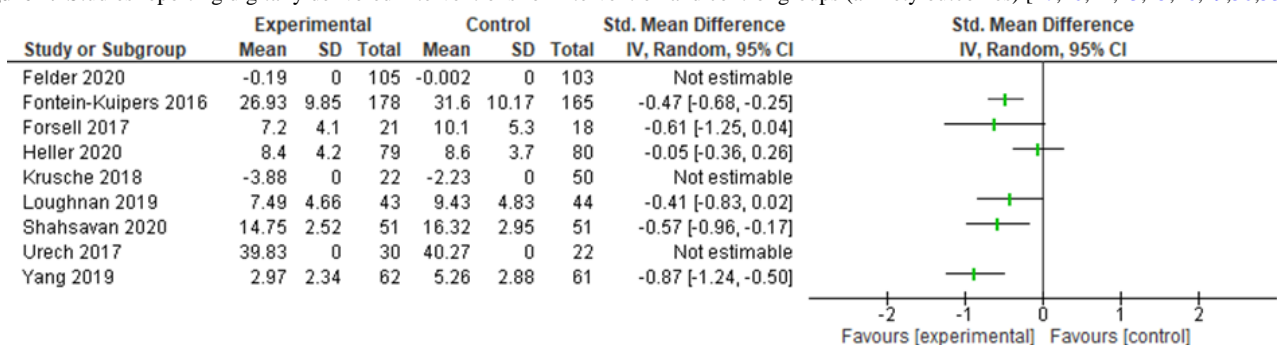 Experimental Control Std. Mean Difference Std. Mean Difference
Study or Subgroup Mean SD Total Mean SD Total IV, Random, 95% CI IV, Random, 95% CI
Felder 2020 -0.19 0 105 -0.002 0 103 Not estimable
Fontein-Kuipers 2016 26.93 9.85 178 31.6 10.17 165 -0.47 [-0.68, -0.25]
Forsell 2017 7.2 4.1 21 10.1 5.3 18 -0.61 [-1.25, 0.04]
Heller 2020 8.4 4.2 79 8.6 3.7 80 -0.05 [-0.36, 0.26]
Krusche 2018 -3.88 0 22 -2.23 0 50 Not estimable
Loughnan 2019 7.49 4.66 43 9.43 4.83 44 -0.41 [-0.83, 0.02]
Shahsavan 2020 14.75 2.52 51 16.32 2.95 51 -0.57 [-0.96, -0.17]
Urech 2017 39.83 0 30 40.27 0 22 Not estimable
Yang 2019 2.97 2.34 62 5.26 2.88 61 -0.87 [-1.24, -0.50]
-2 -1 0 1 2
Favours [experimental] Favours [control]